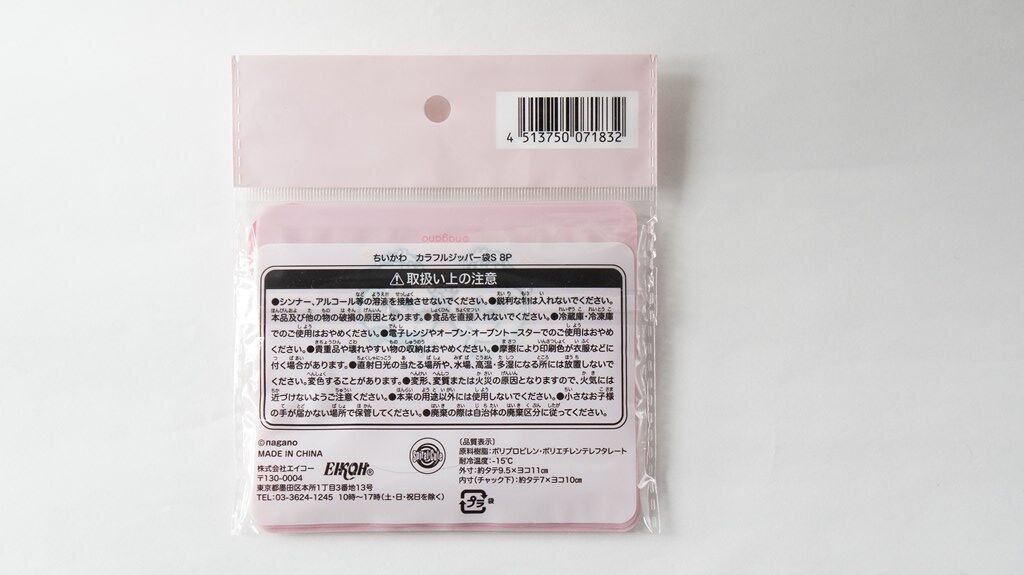 4 513750 071832
©nagano
ちいかわ カラフルジッパー袋S 8P
取扱い上の注意
●シンナー、アルコール等の溶液を接触させないでください。●鋭利な物は入れないでください。
本品及び他の物の破損の原因となります。●食品を直接入れないでください。●冷蔵庫・冷凍庫
でのご使用はおやめください。●電子レンジやオーブン・オーブントースターでのご使用はおやめ
ください。●貴重品や壊れやすい物の収納はおやめください。●摩擦により印刷色が衣服などに
付く場合があります。●直射日光の当たる場所や、水場、高温・多湿になる所には放置しないで
ください。変色することがあります。●変形、変質または火災の原因となりますので、火気には
近づけないようご注意ください。●本来の用途以外には使用しないでください。●小さなお子様
の手が届かない場所で保管してください。●廃棄の際は自治体の廃棄区分に従ってください。
©nagano
MADE IN CHINA
株式会社エイコー EIKOH®
〒130-0004
東京都墨田区本所1丁目3番地13号
TEL:03-3624-1245 10時〜17時(土・日・祝日を除く)
〔品質表示〕
原料樹脂:ポリプロピレン・ポリエチレンテレフタレート
耐冷温度:-15℃
外寸:約タテ9.5×ヨコ11cm
内寸(チャック下):約タテ7×ヨコ10cm
プラ 袋